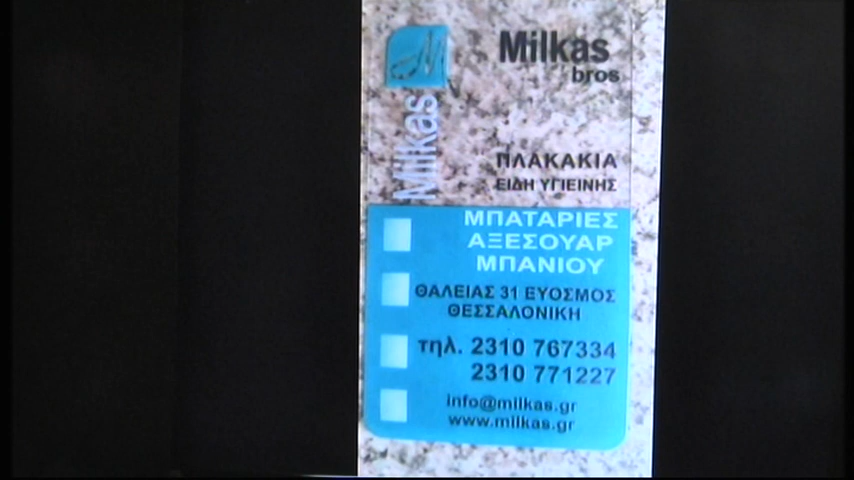 Milkas
bros
Milkas
ΠΛΑΚΑΚΙΑ
ΕΙΔΗ ΥΓΙΕΙΝΗΣ
ΜΠΑΤΑΡΙΕΣ
ΑΞΕΣΟΥΑΡ
ΜΠΑΝΙΟΥ
ΘΑΛΕΙΑΣ 31 ΕΥΟΣΜΟΣ
ΘΕΣΣΑΛΟΝΙΚΗ
τηλ. 2310 767334
2310 771227
info@milkas.gr
www.milkas.gr